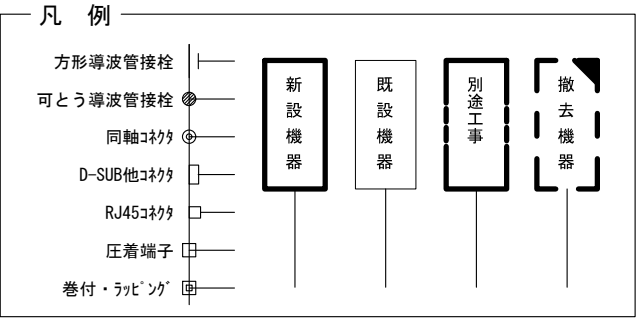 凡 例
方形導波管接栓
可とう導波管接栓
同軸ｺﾈｸﾀ
D-SUB他ｺﾈｸﾀ
RJ45ｺﾈｸﾀ
圧着端子
巻付・ﾗｯﾋﾟﾝｸﾞ
新設機器
既設機器
別途工事
撤去機器